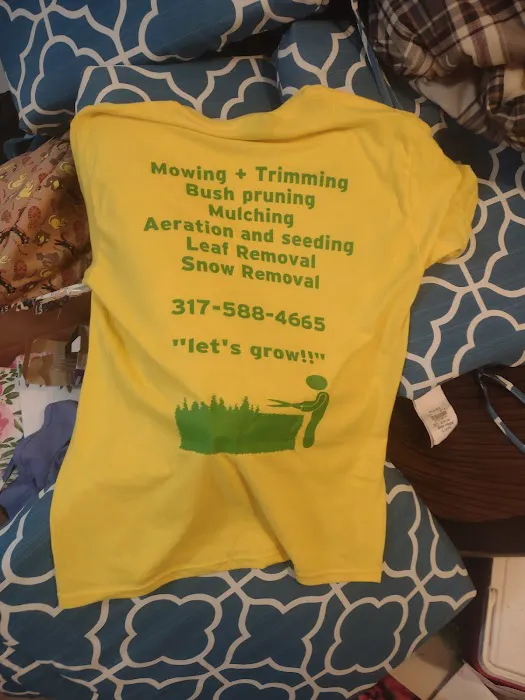 Mowing + Trimming
Bush pruning
Mulching
Aeration and seeding
Leaf Removal
Snow Removal
317-588-4665
"let's grow!!"